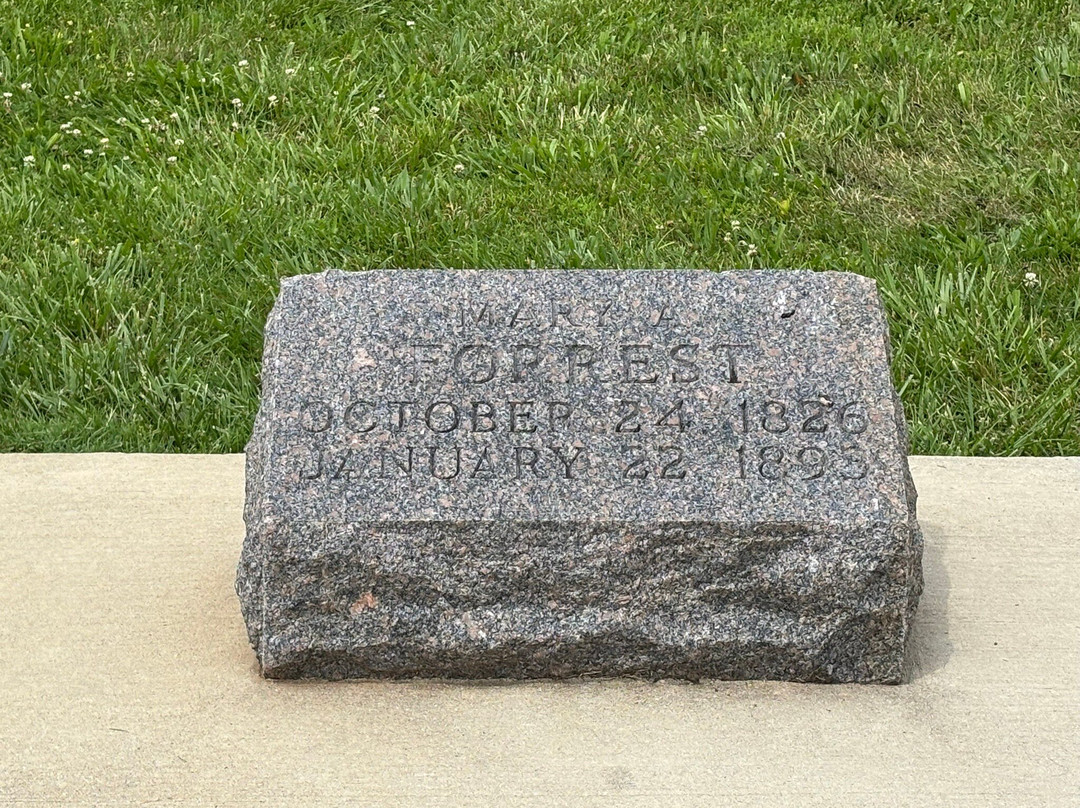 MARY A.
FORREST
OCTOBER 24, 1826
JANUARY 22, 1893